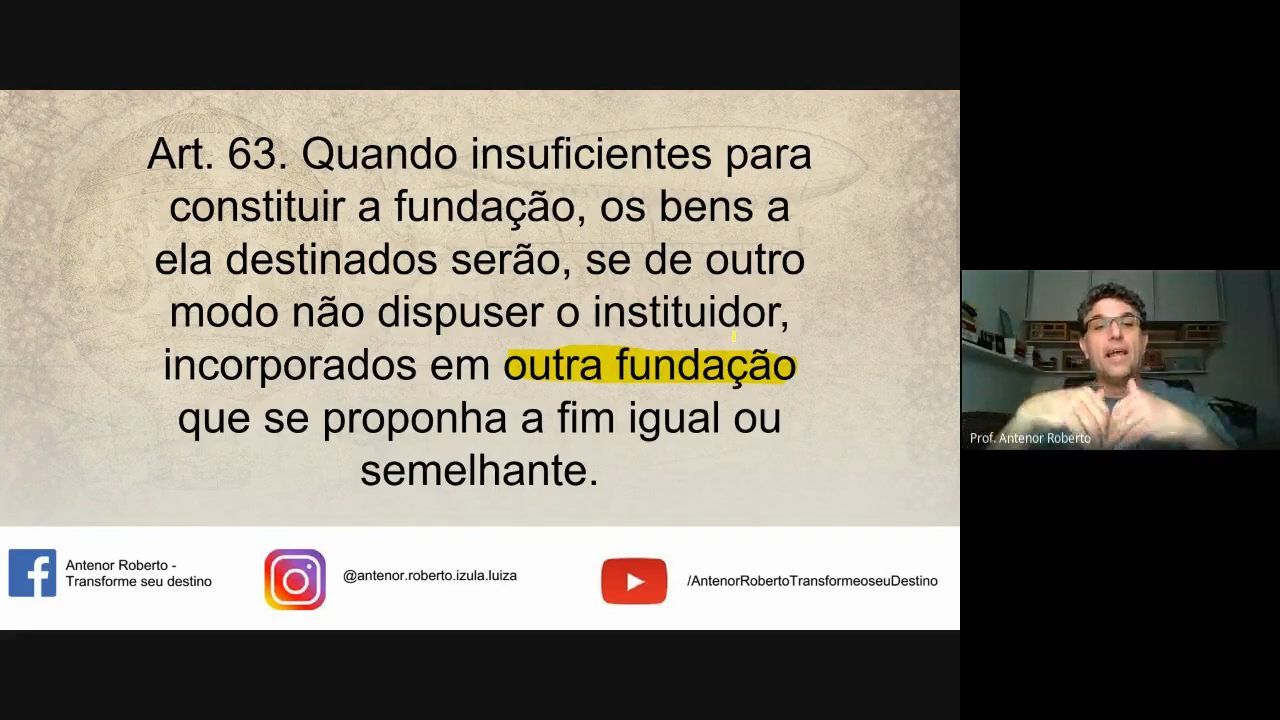 Art. 63. Quando insuficientes para
constituir a fundação, os bens a
ela destinados serão, se de outro
modo não dispuser o instituidor,
incorporados em outra fundação
que se proponha a fim igual ou
semelhante.
Antenor Roberto -
Transforme seu destino
@antenor.roberto.izula.luiza
/AntenorRobertoTransformeoseuDestino
Prof. Antenor Roberto